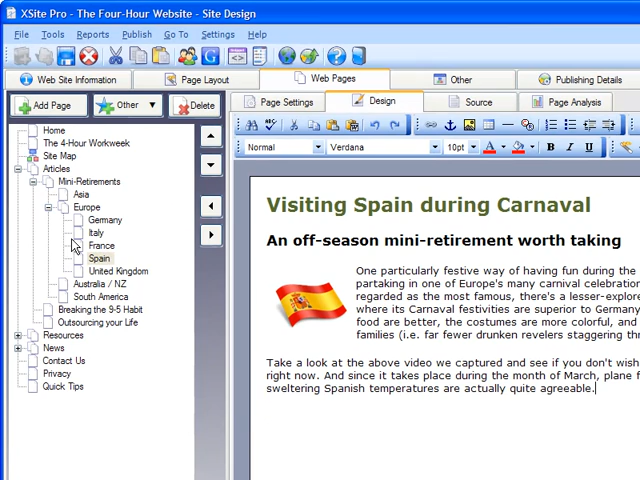 XSite Pro - The Four-Hour Website - Site Design
File Tools Reports Publish Go To Settings Help
Web Site Information Page Layout Web Pages Other Publishing Details
Add Page Other Delete
Page Settings Design Source Page Analysis
Normal Verdana 10pt A B I U
Home
The 4-Hour Workweek
Site Map
Articles
Mini-Retirements
Asia
Europe
Germany
Italy
France
Spain
United Kingdom
Australia / NZ
South America
Breaking the 9-5 Habit
Outsourcing your Life
Resources
News
Contact Us
Privacy
Quick Tips
Visiting Spain during Carnaval
An off-season mini-retirement worth taking
One particularly festive way of having fun during the
partaking in one of Europe's many carnival celebration
regarded as the most famous, there's a lesser-explore
where its Carnaval festivities are superior to Germany
food are better, the costumes are more colorful, and
families (i.e. far fewer drunken revelers staggering thr
Take a look at the above video we captured and see if you don't wish
right now. And since it takes place during the month of March, plane f
sweltering Spanish temperatures are actually quite agreeable.